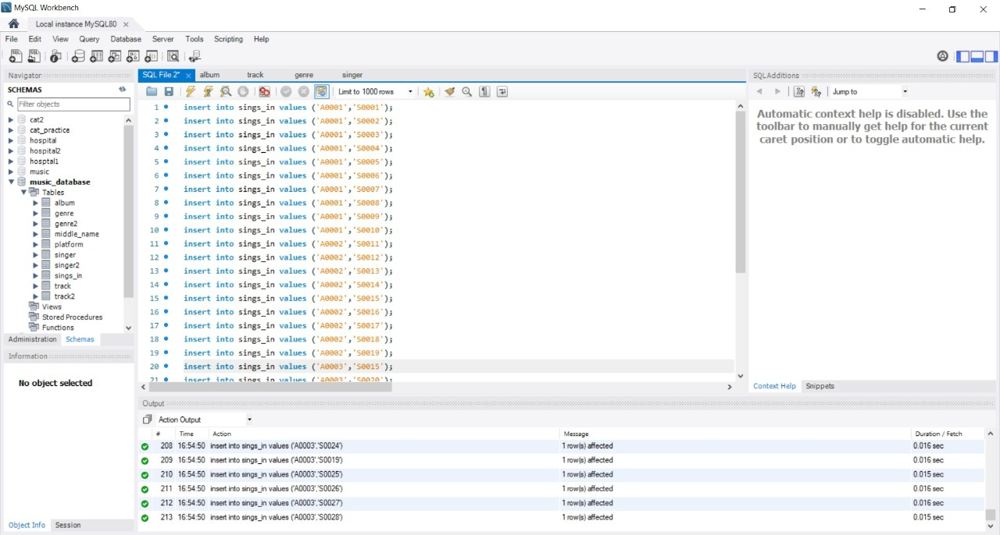 MySQL Workbench
Local instance MySQL80
File Edit View Query Database Server Tools Scripting Help
Navigator
SCHEMAS
Filter objects
cat2
cat_practice
hospital
hospital2
hosptal1
music
music_database
Tables
album
genre
genre2
middle_name
platform
singer
singer2
sings_in
track
track2
Views
Stored Procedures
Functions
Administration Schemas
Information
No object selected
Object Info Session
SQL File 2* album track genre singer
Limit to 1000 rows
1 insert into sings_in values ('A0001','S0001');
2 insert into sings_in values ('A0001','S0002');
3 insert into sings_in values ('A0001','S0003');
4 insert into sings_in values ('A0001','S0004');
5 insert into sings_in values ('A0001','S0005');
6 insert into sings_in values ('A0001','S0006');
7 insert into sings_in values ('A0001','S0007');
8 insert into sings_in values ('A0001','S0008');
9 insert into sings_in values ('A0001','S0009');
10 insert into sings_in values ('A0001','S0010');
11 insert into sings_in values ('A0002','S0011');
12 insert into sings_in values ('A0002','S0012');
13 insert into sings_in values ('A0002','S0013');
14 insert into sings_in values ('A0002','S0014');
15 insert into sings_in values ('A0002','S0015');
16 insert into sings_in values ('A0002','S0016');
17 insert into sings_in values ('A0002','S0017');
18 insert into sings_in values ('A0002','S0018');
19 insert into sings_in values ('A0002','S0019');
20 insert into sings_in values ('A0003','S0015');
21 insert into sings_in values ('A0003','S0020');
SQLAdditions
Jump to
Automatic context help is disabled. Use the
toolbar to manually get help for the current
caret position or to toggle automatic help.
Context Help Snippets
Output
Action Output
# Time Action Message Duration / Fetch
208 16:54:50 insert into sings_in values ('A0003','S0024') 1 row(s) affected 0.016 sec
209 16:54:50 insert into sings_in values ('A0003','S0019') 1 row(s) affected 0.016 sec
210 16:54:50 insert into sings_in values ('A0003','S0025') 1 row(s) affected 0.015 sec
211 16:54:50 insert into sings_in values ('A0003','S0026') 1 row(s) affected 0.016 sec
212 16:54:50 insert into sings_in values ('A0003','S0027') 1 row(s) affected 0.016 sec
213 16:54:50 insert into sings_in values ('A0003','S0028') 1 row(s) affected 0.015 sec